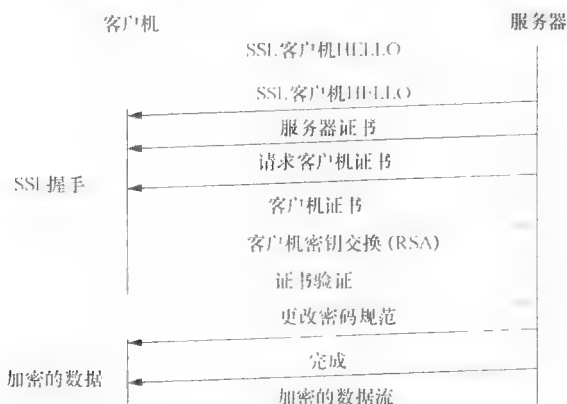 客户机
服务器
SSL客户机HELLO
SSL客户机HELLO
服务器证书
请求客户机证书
SSL握手
客户机证书
客户机密钥交换 (RSA)
证书验证
更改密码规范
完成
加密的数据
加密的数据流